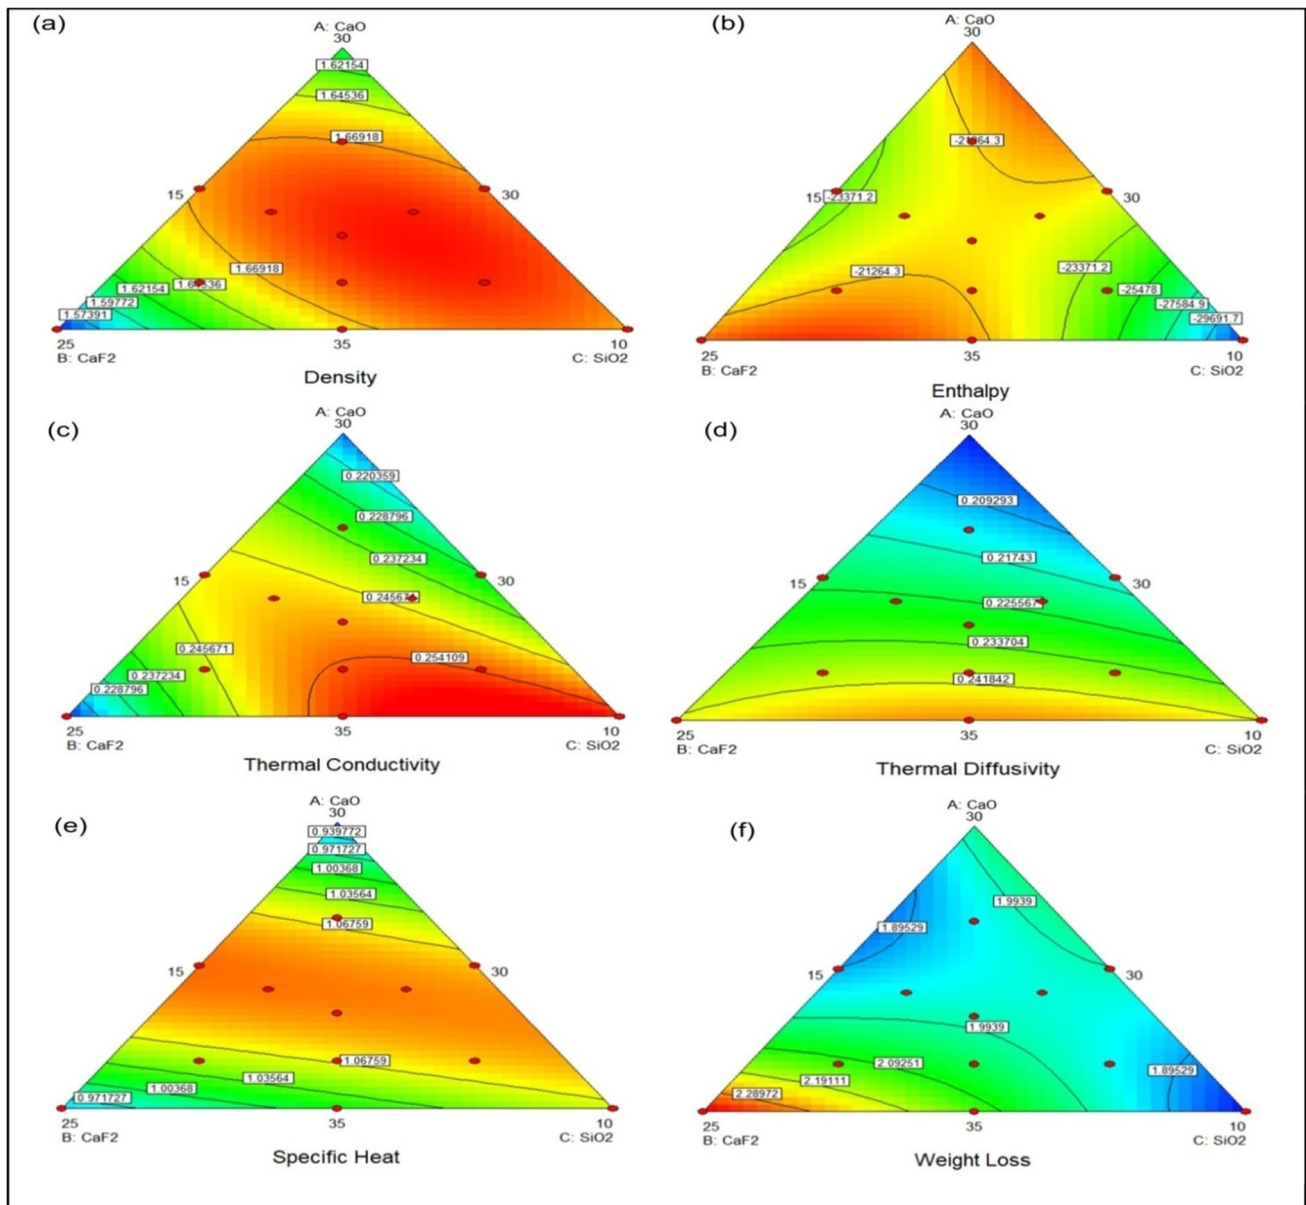 (a)
A: CaO
30
1.62154
1.64536
1.66918
15
30
1.66918
1.62154
1.59772
1.57391
25
35
10
B: CaF2
C: SiO2
Density
(b)
A: CaO
30
-21264.3
15
-23371.2
30
-21264.3
-23371.2
-25478
-27584.9
-29691.7
25
35
10
B: CaF2
C: SiO2
Enthalpy
(c)
A: CaO
30
0.220359
0.228796
0.237234
15
30
0.245671
0.254109
0.237234
0.228796
25
35
10
B: CaF2
C: SiO2
Thermal Conductivity
(d)
A: CaO
30
0.209293
0.21743
15
30
0.225567
0.233704
0.241842
25
35
10
B: CaF2
C: SiO2
Thermal Diffusivity
(e)
A: CaO
30
0.939772
0.971727
1.00368
1.03564
1.06759
15
30
1.06759
1.03564
1.00368
0.971727
25
35
10
B: CaF2
C: SiO2
Specific Heat
(f)
A: CaO
30
1.9939
1.89529
15
30
1.9939
2.09251
1.89529
2.19111
2.28972
25
35
10
B: CaF2
C: SiO2
Weight Loss